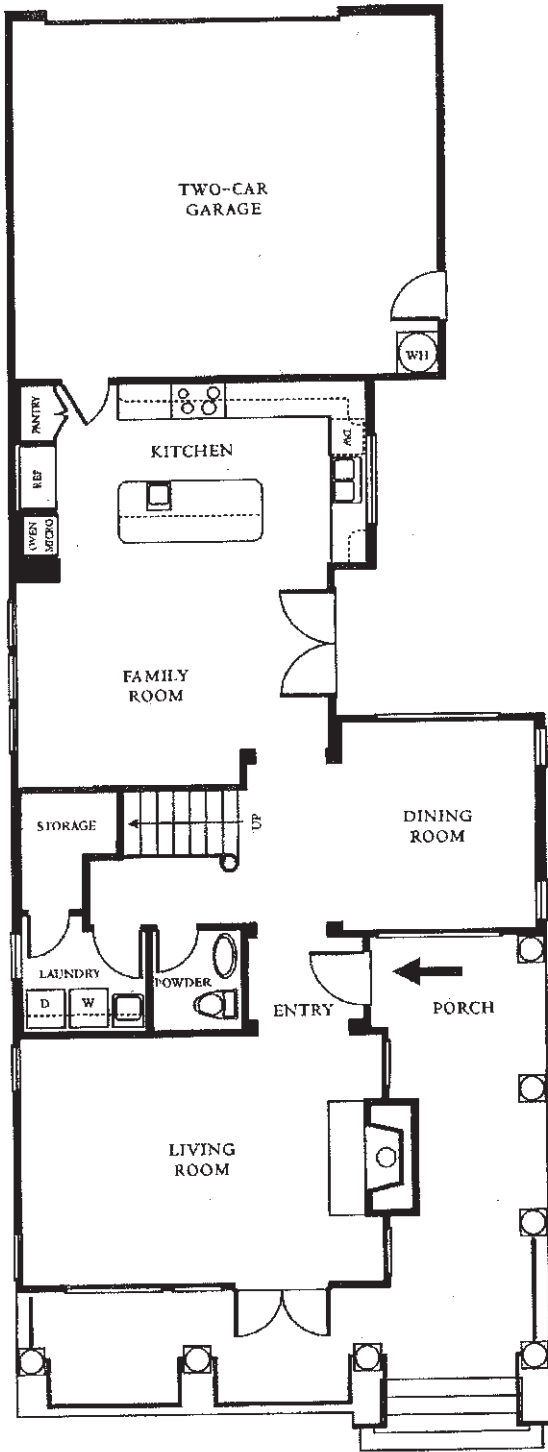 TWO-CAR
GARAGE
WH
PANTRY
KITCHEN
DW
REF
OVEN
MICRO
FAMILY
ROOM
STORAGE
UP
DINING
ROOM
LAUNDRY
POWDER
D
W
ENTRY
PORCH
LIVING
ROOM